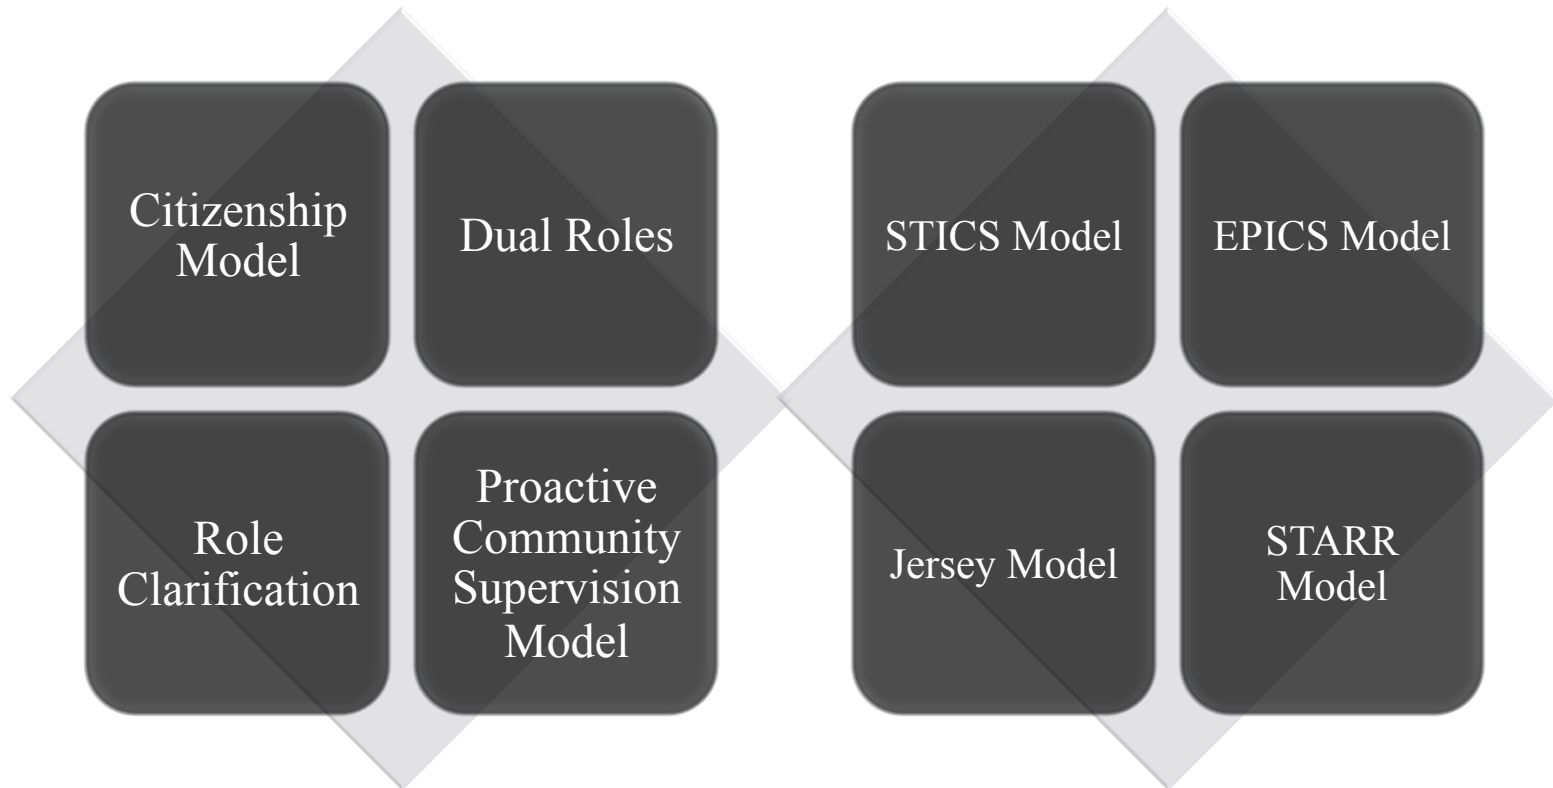 Citizenship
Model
Dual Roles
Role
Clarification
Proactive
Community
Supervision
Model
STICS Model
EPICS Model
Jersey Model
STARR
Model